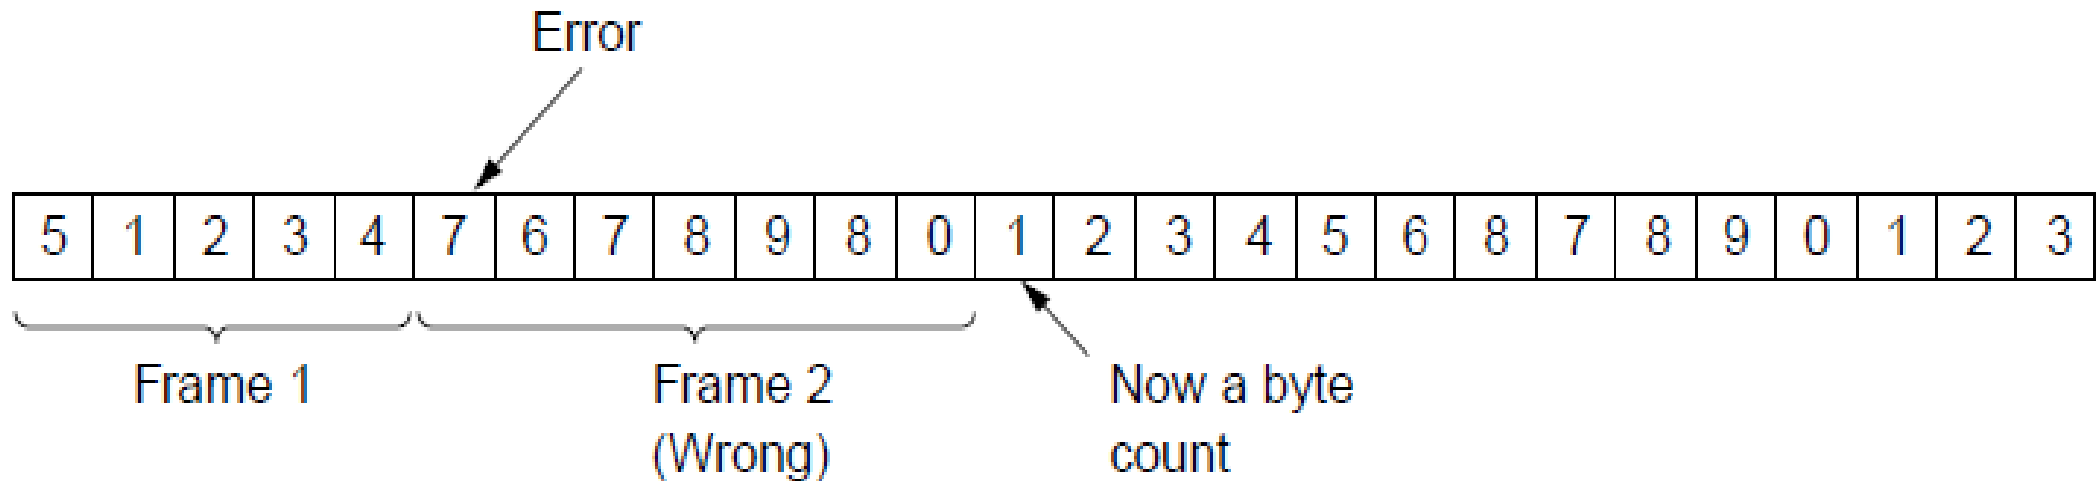 Error
5 1 2 3 4 7 6 7 8 9 8 0 1 2 3 4 5 6 8 7 8 9 0 1 2 3
Frame 1
Frame 2
(Wrong)
Now a byte
count